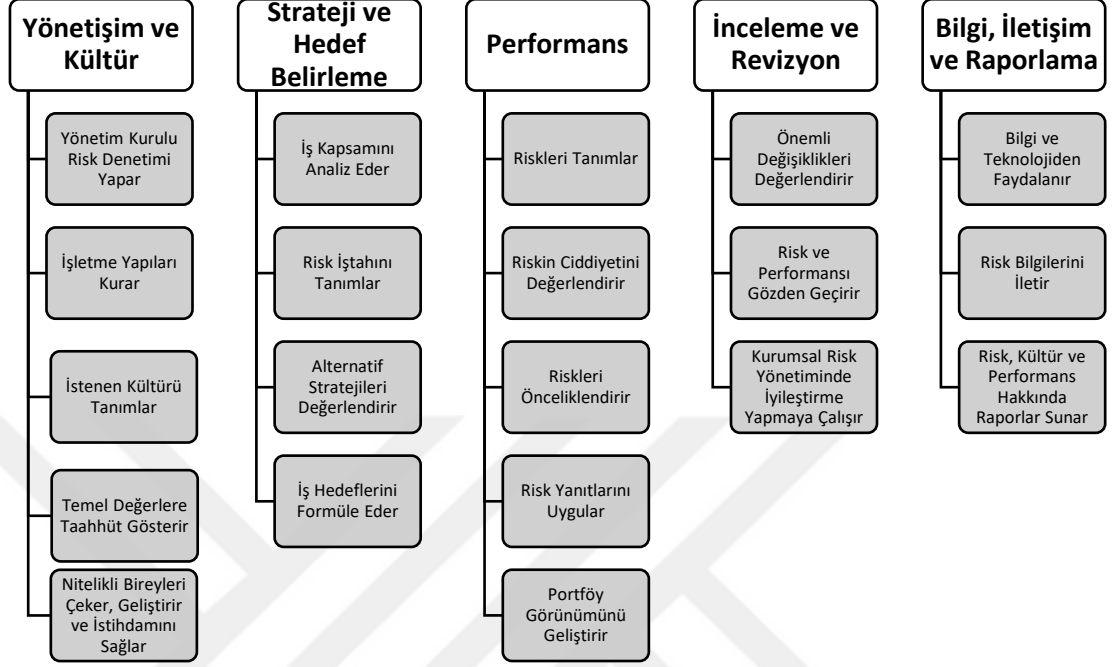 Yönetişim ve
Kültür
Yönetim Kurulu
Risk Denetimi
Yapar
İşletme Yapıları
Kurar
İstenen Kültürü
Tanımlar
Temel Değerlere
Taahhüt Gösterir
Nitelikli Bireyleri
Çeker, Geliştirir
ve İstihdamını
Sağlar
Strateji ve
Hedef
Belirleme
İş Kapsamını
Analiz Eder
Risk İştahını
Tanımlar
Alternatif
Stratejileri
Değerlendirir
İş Hedeflerini
Formüle Eder
Performans
Riskleri Tanımlar
Riskin Ciddiyetini
Değerlendirir
Riskleri
Önceliklendirir
Risk Yanıtlarını
Uygular
Portföy
Görünümünü
Geliştirir
İnceleme ve
Revizyon
Önemli
Değişiklikleri
Değerlendirir
Risk ve
Performansı
Gözden Geçirir
Kurumsal Risk
Yönetiminde
İyileştirme
Yapmaya Çalışır
Bilgi, İletişim
ve Raporlama
Bilgi ve
Teknolojiden
Faydalanır
Risk Bilgilerini
İletir
Risk, Kültür ve
Performans
Hakkında
Raporlar Sunar